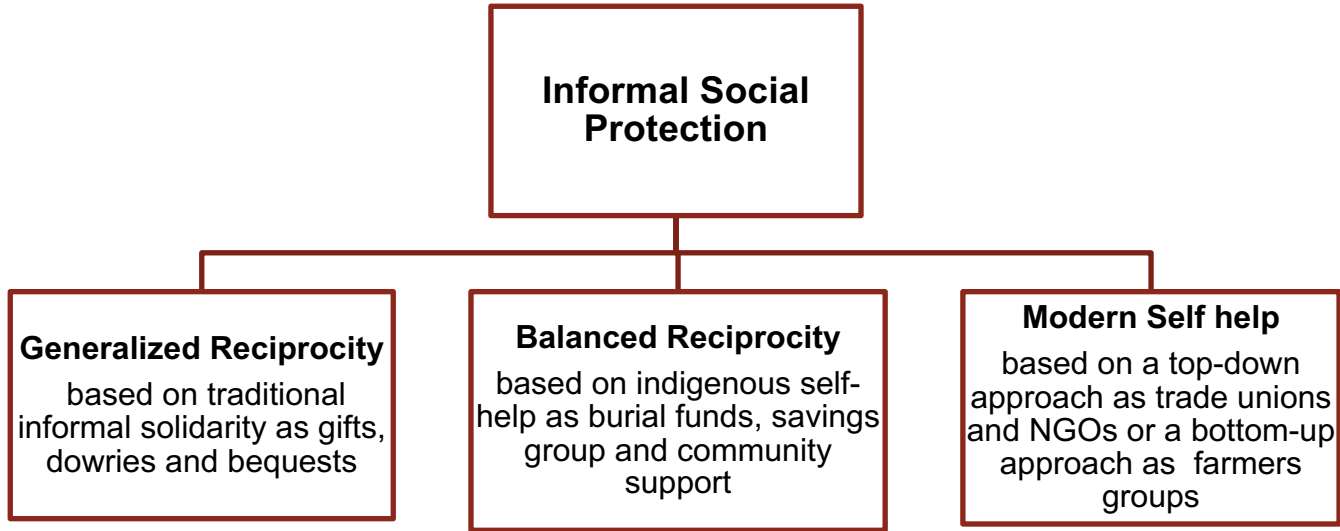 Informal Social
Protection
Generalized Reciprocity
based on traditional
informal solidarity as gifts,
dowries and bequests
Balanced Reciprocity
based on indigenous self-
help as burial funds, savings
group and community
support
Modern Self help
based on a top-down
approach as trade unions
and NGOs or a bottom-up
approach as  farmers
groups